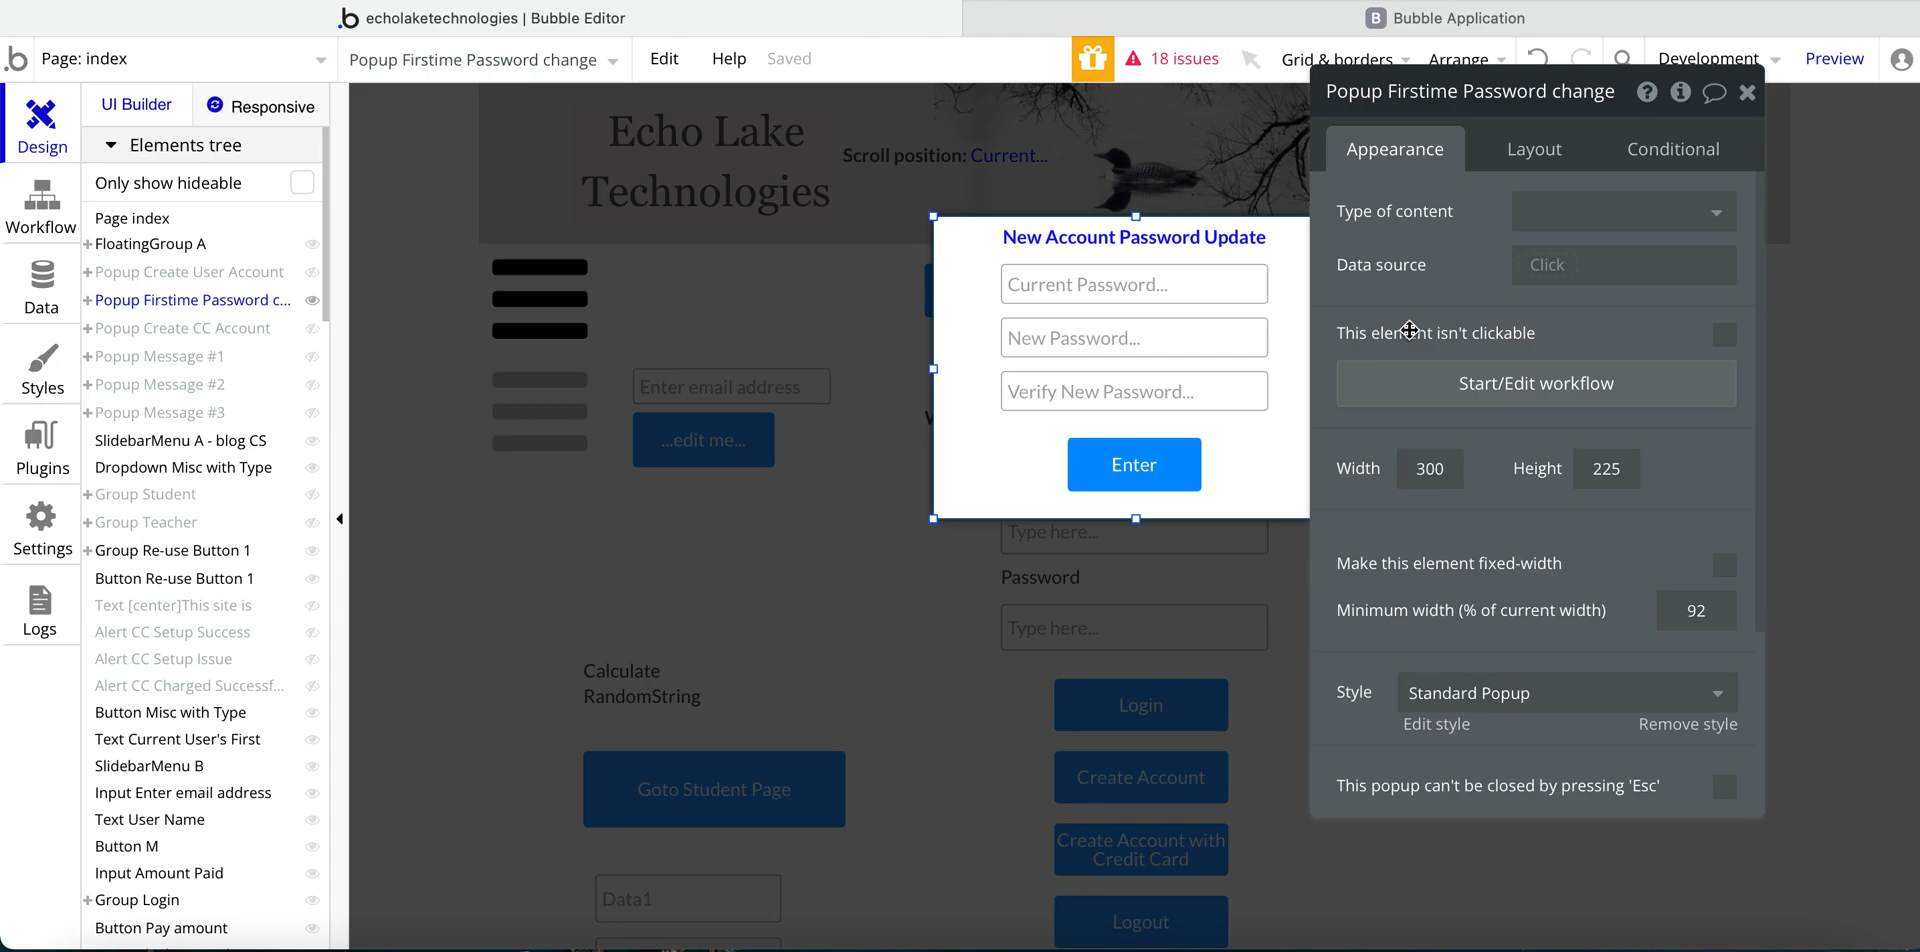 echolaketechnologies | Bubble Editor
B Bubble Application
b
Page: index
Popup Firstime Password change
Edit
Help
Saved
18 issues
Grid & borders
Arrange
Development
Preview
Design
Workflow
Data
Styles
Plugins
Settings
Logs
UI Builder
Responsive
Elements tree
Only show hideable
Page index
FloatingGroup A
Popup Create User Account
Popup Firstime Password c...
Popup Create CC Account
Popup Message #1
Popup Message #2
Popup Message #3
SlidebarMenu A - blog CS
Dropdown Misc with Type
Group Student
Group Teacher
Group Re-use Button 1
Button Re-use Button 1
Text [center]This site is
Alert CC Setup Success
Alert CC Setup Issue
Alert CC Charged Successf...
Button Misc with Type
Text Current User's First
SlidebarMenu B
Input Enter email address
Text User Name
Button M
Input Amount Paid
Group Login
Button Pay amount
Echo Lake
Technologies
Scroll position: Current...
Enter email address
...edit me...
Calculate
RandomString
Goto Student Page
Data1
New Account Password Update
Current Password...
New Password...
Verify New Password...
Enter
Type here...
Password
Type here...
Login
Create Account
Create Account with
Credit Card
Logout
Popup Firstime Password change
Appearance
Layout
Conditional
Type of content
Data source
Click
This element isn't clickable
Start/Edit workflow
Width
300
Height
225
Make this element fixed-width
Minimum width (% of current width)
92
Style
Standard Popup
Edit style
Remove style
This popup can't be closed by pressing 'Esc'